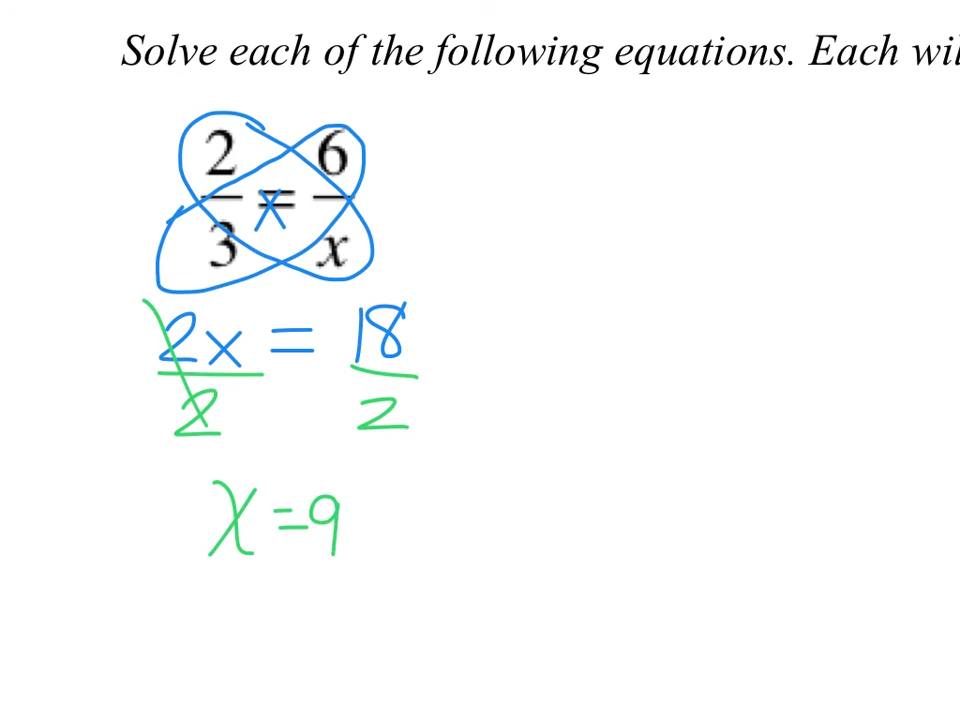 Solve each of the following equations. Each wil
2/3 = 6/x
x
2x = 18
2 2
x = 9